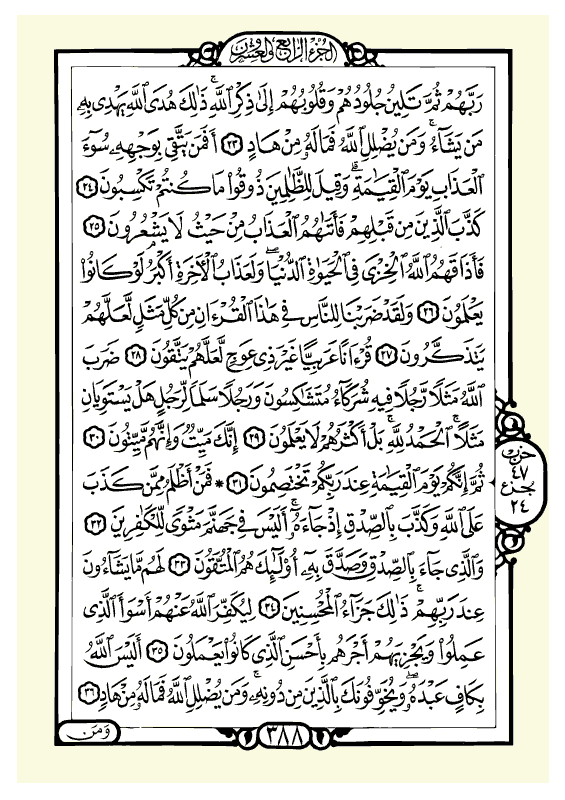 الجزء الرابع والعشرون
رَبَّهُمْ ثُمَّ تَلِينُ جُلُودُهُمْ وَقُلُوبُهُمْ إِلَىٰ ذِكْرِ ٱللَّهِ ۚ ذَٰلِكَ هُدَى ٱللَّهِ يَهْدِى بِهِۦ
مَن يَشَآءُ ۚ وَمَن يُضْلِلِ ٱللَّهُ فَمَالَهُۥ مِنْ هَادٍ ۝٢٣ أَفَمَن يَتَّقِى بِوَجْهِهِۦ سُوٓءَ
ٱلْعَذَابِ يَوْمَ ٱلْقِيَٰمَةِ ۚ وَقِيلَ لِلظَّٰلِمِينَ ذُوقُوا۟ مَا كُنتُمْ تَكْسِبُونَ ۝٢٤
كَذَّبَ ٱلَّذِينَ مِن قَبْلِهِمْ فَأَتَىٰهُمُ ٱلْعَذَابُ مِنْ حَيْثُ لَا يَشْعُرُونَ ۝٢٥
فَأَذَاقَهُمُ ٱللَّهُ ٱلْخِزْىَ فِى ٱلْحَيَوٰةِ ٱلدُّنْيَا ۖ وَلَعَذَابُ ٱلْـَٔاخِرَةِ أَكْبَرُ لَوْ كَانُوا۟
يَعْلَمُونَ ۝٢٦ وَلَقَدْ ضَرَبْنَا لِلنَّاسِ فِى هَٰذَا ٱلْقُرْءَانِ مِن كُلِّ مَثَلٍ لَّعَلَّهُمْ
يَتَذَكَّرُونَ ۝٢٧ قُرْءَانًا عَرَبِيًّا غَيْرَ ذِى عِوَجٍ لَّعَلَّهُمْ يَتَّقُونَ ۝٢٨ ضَرَبَ
ٱللَّهُ مَثَلًا رَّجُلًا فِيهِ شُرَكَآءُ مُتَشَٰكِسُونَ وَرَجُلًا سَلَمًا لِّرَجُلٍ هَلْ يَسْتَوِيَانِ
مَثَلًا ۚ ٱلْحَمْدُ لِلَّهِ ۚ بَلْ أَكْثَرُهُمْ لَا يَعْلَمُونَ ۝٢٩ إِنَّكَ مَيِّتٌ وَإِنَّهُم مَّيِّتُونَ ۝٣٠
ثُمَّ إِنَّكُمْ يَوْمَ ٱلْقِيَٰمَةِ عِندَ رَبِّكُمْ تَخْتَصِمُونَ ۝٣١ * فَمَنْ أَظْلَمُ مِمَّن كَذَبَ
عَلَى ٱللَّهِ وَكَذَّبَ بِٱلصِّدْقِ إِذْ جَآءَهُۥٓ ۚ أَلَيْسَ فِى جَهَنَّمَ مَثْوًى لِّلْكَٰفِرِينَ ۝٣٢
وَٱلَّذِى جَآءَ بِٱلصِّدْقِ وَصَدَّقَ بِهِۦٓ ۙ أُو۟لَٰٓئِكَ هُمُ ٱلْمُتَّقُونَ ۝٣٣ لَهُم مَّا يَشَآءُونَ
عِندَ رَبِّهِمْ ۚ ذَٰلِكَ جَزَآءُ ٱلْمُحْسِنِينَ ۝٣٤ لِيُكَفِّرَ ٱللَّهُ عَنْهُمْ أَسْوَأَ ٱلَّذِى
عَمِلُوا۟ وَيَجْزِيَهُمْ أَجْرَهُم بِأَحْسَنِ ٱلَّذِى كَانُوا۟ يَعْمَلُونَ ۝٣٥ أَلَيْسَ ٱللَّهُ
بِكَافٍ عَبْدَهُۥ ۖ وَيُخَوِّفُونَكَ بِٱلَّذِينَ مِن دُونِهِۦ ۚ وَمَن يُضْلِلِ ٱللَّهُ فَمَالَهُۥ مِنْ هَادٍ ۝٣٦
حزب
٤٧
جزء
٢٤
وَمَن
٣٨٨